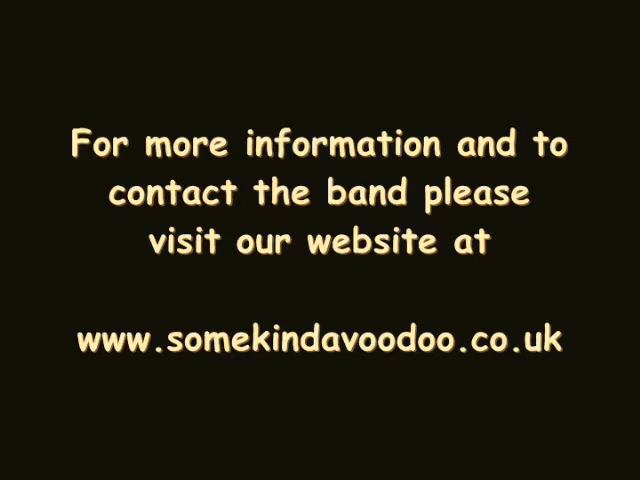 For more information and to
contact the band please
visit our website at
www.somekindavoodoo.co.uk